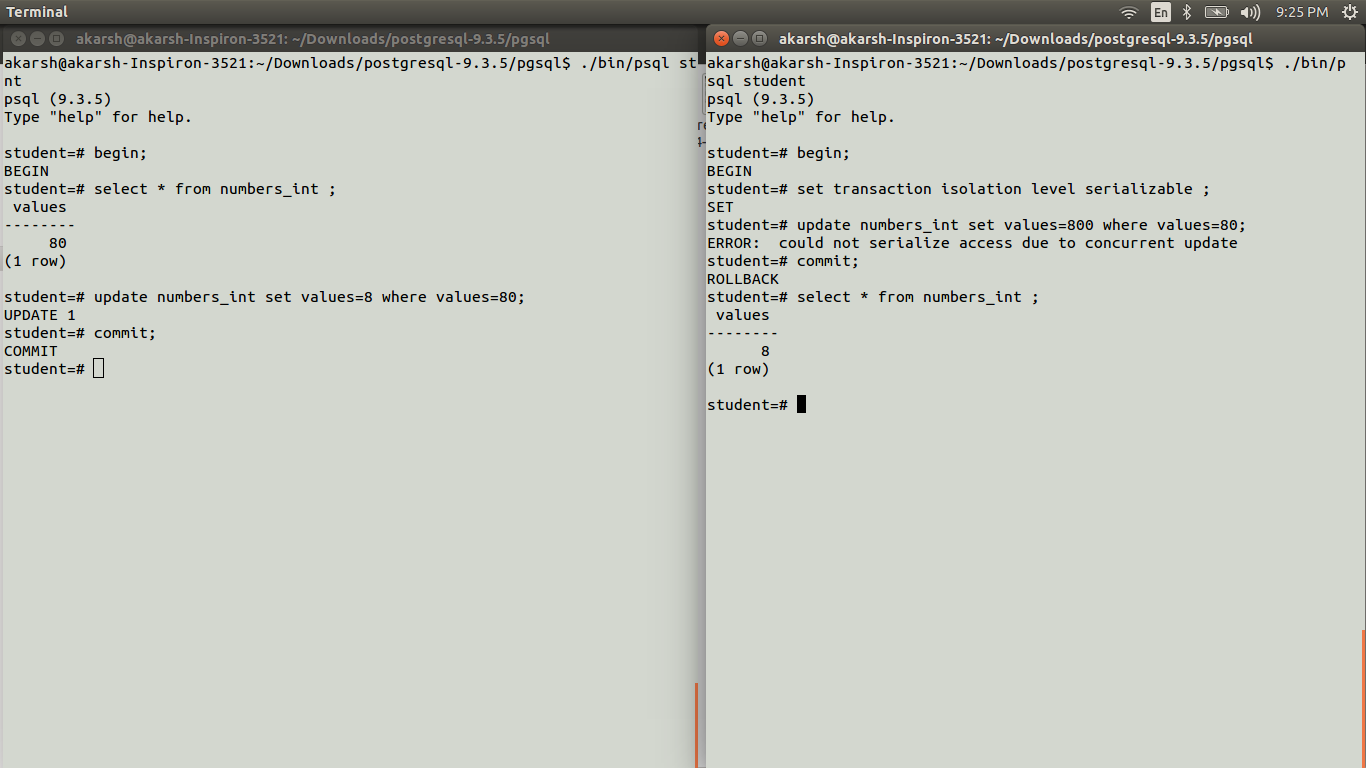 Terminal
En
9:25 PM
akarsh@akarsh-Inspiron-3521: ~/Downloads/postgresql-9.3.5/pgsql
akarsh@akarsh-Inspiron-3521:~/Downloads/postgresql-9.3.5/pgsql$ ./bin/psql st
nt
psql (9.3.5)
Type "help" for help.
student=# begin;
BEGIN
student=# select * from numbers_int ;
values
--------
80
(1 row)
student=# update numbers_int set values=8 where values=80;
UPDATE 1
student=# commit;
COMMIT
student=#
akarsh@akarsh-Inspiron-3521: ~/Downloads/postgresql-9.3.5/pgsql
akarsh@akarsh-Inspiron-3521:~/Downloads/postgresql-9.3.5/pgsql$ ./bin/p
sql student
psql (9.3.5)
Type "help" for help.
student=# begin;
BEGIN
student=# set transaction isolation level serializable ;
SET
student=# update numbers_int set values=800 where values=80;
ERROR:  could not serialize access due to concurrent update
student=# commit;
ROLLBACK
student=# select * from numbers_int ;
values
--------
8
(1 row)
student=#